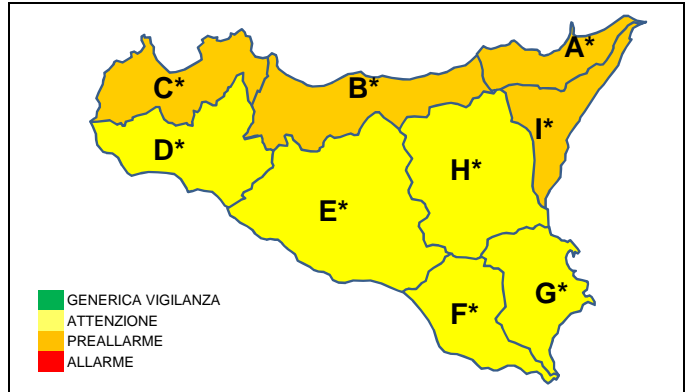 A*
C*
B*
I*
D*
H*
E*
G*
F*
GENERICA VIGILANZA
ATTENZIONE
PREALLARME
ALLARME